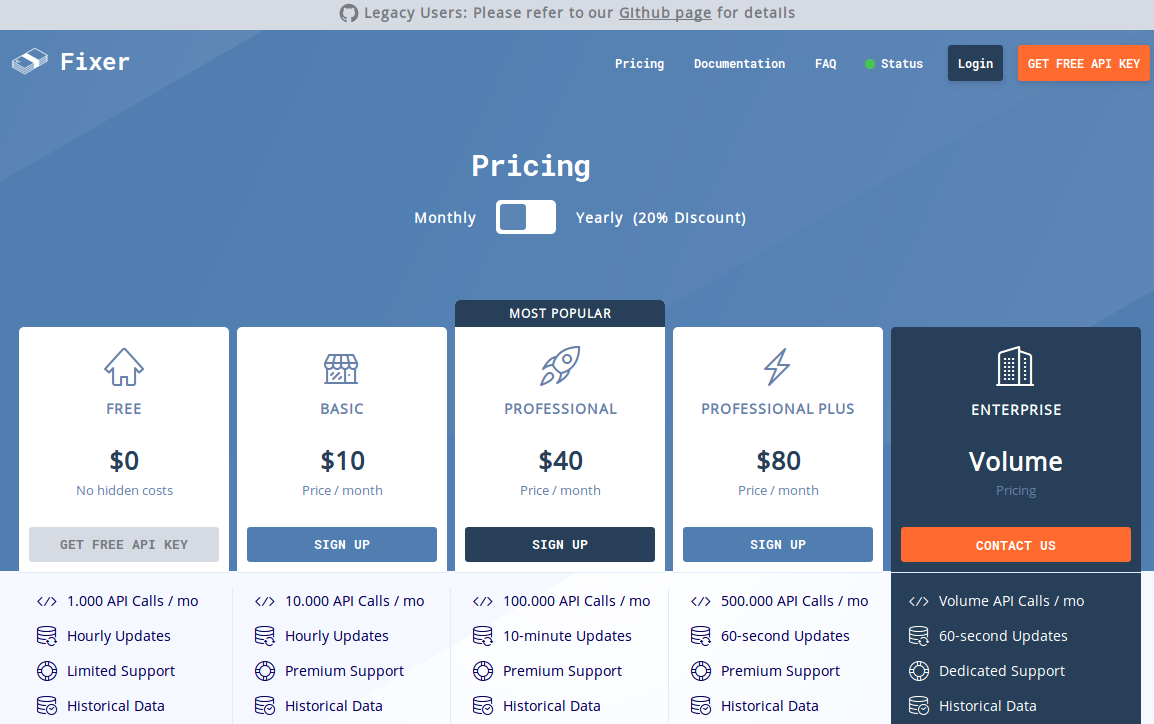 Legacy Users: Please refer to our Github page for details
Fixer
Pricing Documentation FAQ Status Login GET FREE API KEY
Pricing
Monthly Yearly (20% DIscount)
MOST POPULAR
FREE
$0
No hidden costs
GET FREE API KEY
1.000 API Calls / mo
Hourly Updates
Limited Support
Historical Data
BASIC
$10
Price / month
SIGN UP
10.000 API Calls / mo
Hourly Updates
Premium Support
Historical Data
PROFESSIONAL
$40
Price / month
SIGN UP
100.000 API Calls / mo
10-minute Updates
Premium Support
Historical Data
PROFESSIONAL PLUS
$80
Price / month
SIGN UP
500.000 API Calls / mo
60-second Updates
Premium Support
Historical Data
ENTERPRISE
Volume
Pricing
CONTACT US
Volume API Calls / mo
60-second Updates
Dedicated Support
Historical Data